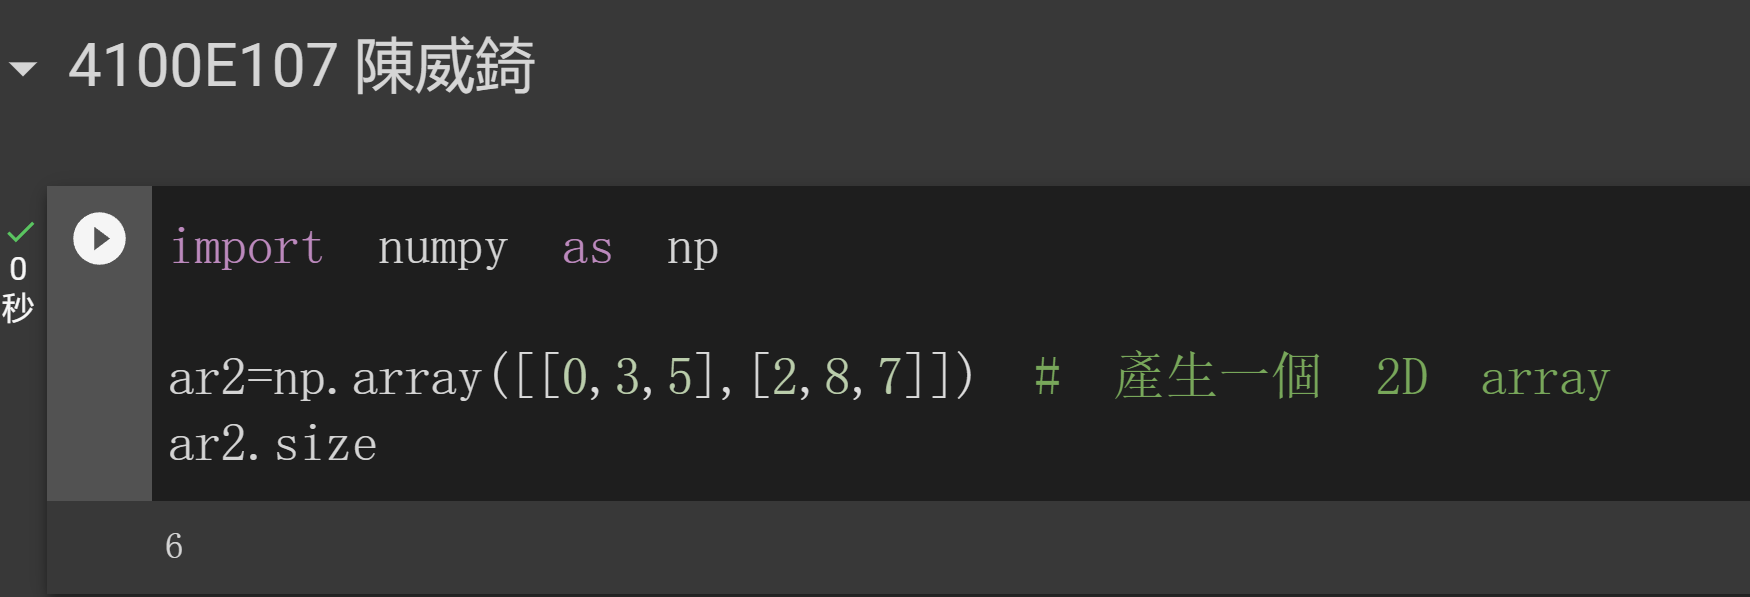 4100E107 陳威錡
0
秒
import numpy as np
ar2=np.array([[0,3,5],[2,8,7]]) # 產生一個 2D array
ar2.size
6